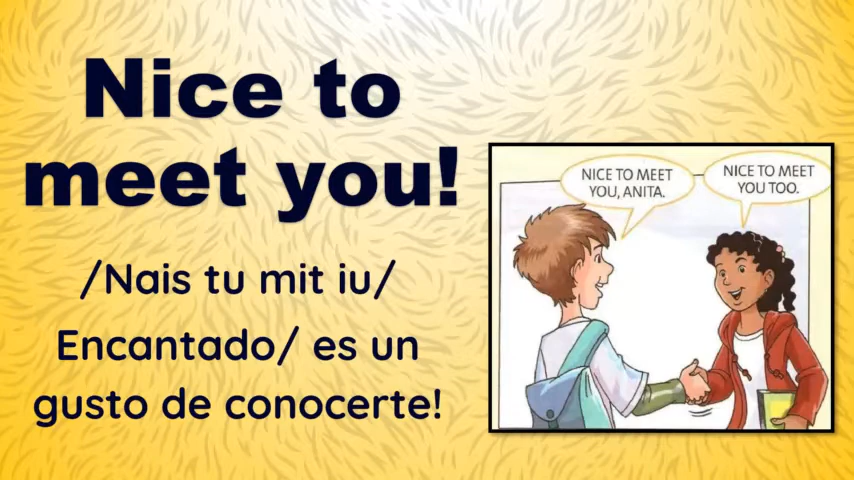 Nice to
meet you!
/Nais tu mit iu/
Encantado/ es un
gusto de conocerte!
NICE TO MEET
YOU, ANITA.
NICE TO MEET
YOU TOO.